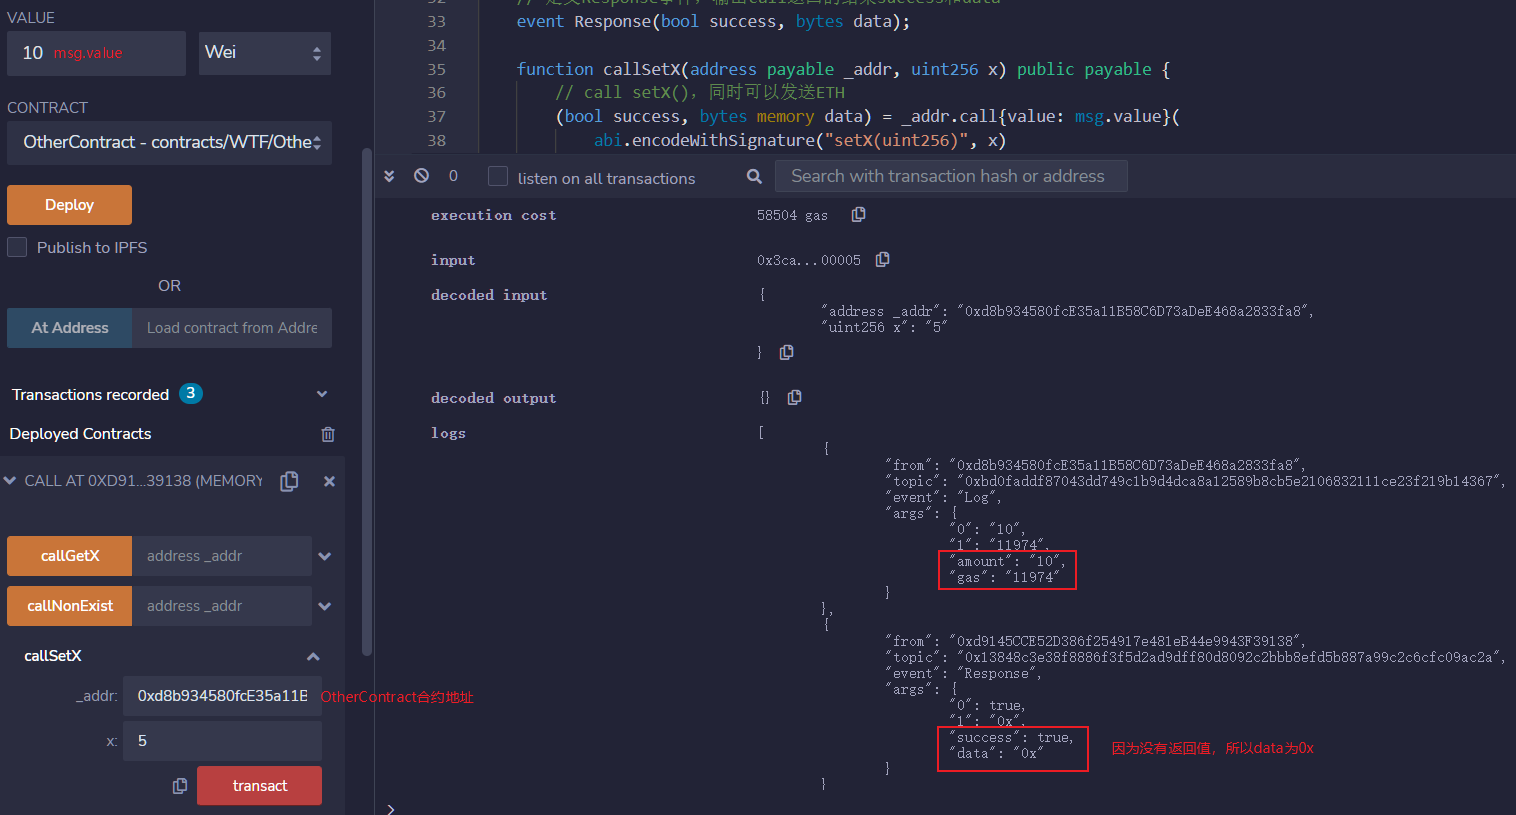 VALUE
10 msg.value
Wei
CONTRACT
OtherContract - contracts/WTF/Othe
Deploy
Publish to IPFS
OR
At Address
Load contract from Addre
Transactions recorded 3
Deployed Contracts
CALL AT 0XD91...39138 (MEMORY
callGetX
address _addr
callNonExist
address _addr
callSetX
_addr:
0xd8b934580fcE35a11B
OtherContract合约地址
x:
5
transact
33 event Response(bool success, bytes data);
34
35 function callSetX(address payable _addr, uint256 x) public payable {
36 // call setX(), 同时可以发送ETH
37 (bool success, bytes memory data) = _addr.call{value: msg.value}(
38 abi.encodeWithSignature("setX(uint256)", x)
0
listen on all transactions
Search with transaction hash or address
execution cost 58504 gas
input 0x3ca...00005
decoded input {
"address _addr": "0xd8b934580fcE35a11B58C6D73aDeE468a2833fa8",
"uint256 x": "5"
}
decoded output {}
logs [
{
"from": "0xd8b934580fcE35a11B58C6D73aDeE468a2833fa8",
"topic": "0xbd0faddf87043dd749c1b9d4dca8a12589b8cb5e2106832111ce23f219b14367",
"event": "Log",
"args": {
"0": "10",
"1": "11974",
"amount": "10",
"gas": "11974"
}
},
{
"from": "0xd9145CCE52D386f254917e481eB44e9943F39138",
"topic": "0x13848c3e38f8886f3f5d2ad9dff80d8092c2bbb8efd5b887a99c2c6cfc09ac2a",
"event": "Response",
"args": {
"0": true,
"1": "0x",
"success": true,
"data": "0x"
因为没有返回值，所以data为0x
}
}
>